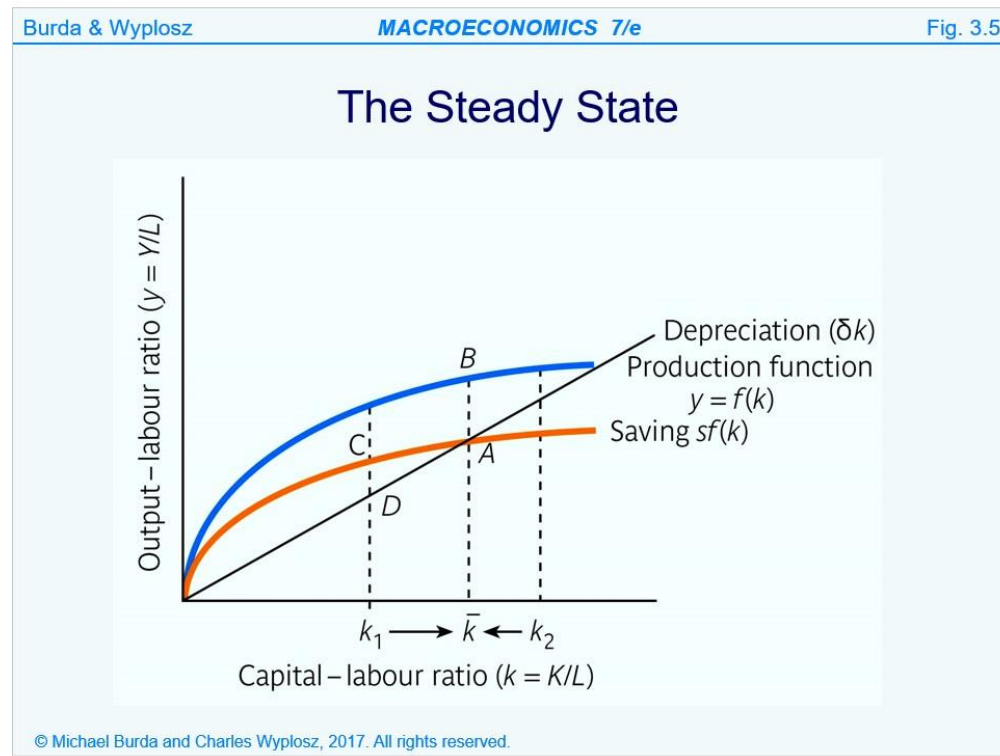 Burda & Wyplosz MACROECONOMICS 7/e Fig. 3.5
The Steady State
Output–labour ratio (y = Y/L)
Depreciation (δk)
B
Production function
y = f(k)
Saving sf(k)
C
A
D
k₁ k̄ k₂
Capital–labour ratio (k = K/L)
© Michael Burda and Charles Wyplosz, 2017. All rights reserved.